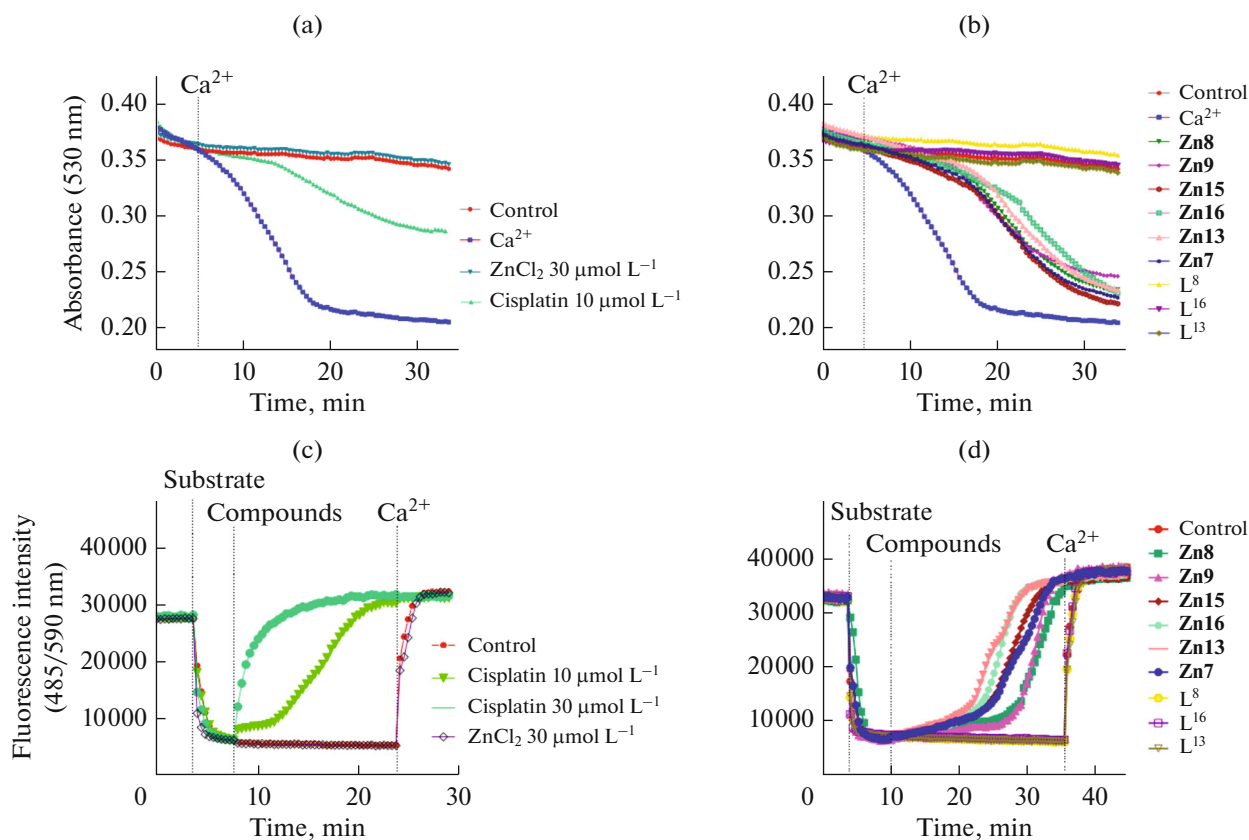 (a)
Ca²⁺
Absorbance (530 nm)
0.40
0.35
0.30
0.25
0.20
0
10
20
30
Time, min
Control
Ca²⁺
ZnCl₂ 30 μmol L⁻¹
Cisplatin 10 μmol L⁻¹
(b)
Ca²⁺
0.40
0.35
0.30
0.25
0.20
0
10
20
30
Time, min
Control
Ca²⁺
Zn8
Zn9
Zn15
Zn16
Zn13
Zn7
L⁸
L¹⁶
L¹³
(c)
Substrate
Compounds
Ca²⁺
Fluorescence intensity
(485/590 nm)
40000
30000
20000
10000
0
10
20
30
Time, min
Control
Cisplatin 10 μmol L⁻¹
Cisplatin 30 μmol L⁻¹
ZnCl₂ 30 μmol L⁻¹
(d)
Substrate
Compounds
Ca²⁺
40000
30000
20000
10000
0
10
20
30
40
Time, min
Control
Zn8
Zn9
Zn15
Zn16
Zn13
Zn7
L⁸
L¹⁶
L¹³